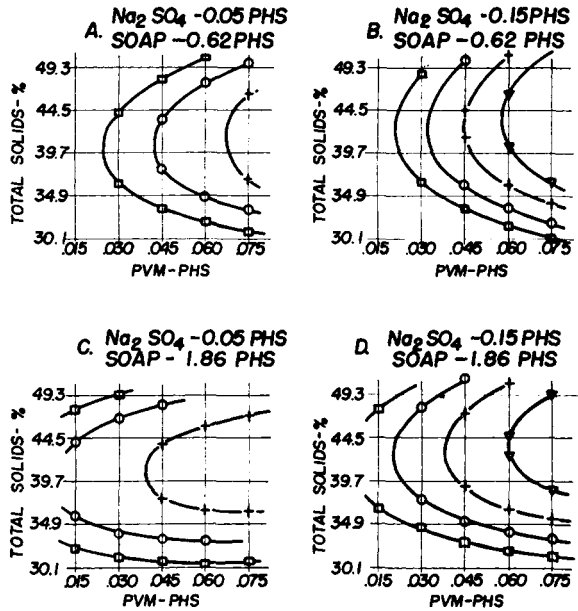 A. Na2 SO4 -0.05 PHS
SOAP -0.62 PHS
B. Na2 SO4 -0.15 PHS
SOAP -0.62 PHS
TOTAL SOLIDS-%
49.3
44.5
39.7
34.9
30.1
.015 .030 .045 .060 .075
PVM-PHS
TOTAL SOLIDS-%
49.3
44.5
39.7
34.9
30.1
.015 .030 .045 .060 .075
PVM-PHS
C. Na2 SO4 -0.05 PHS
SOAP - 1.86 PHS
D. Na2 SO4 -0.15 PHS
SOAP -1.86 PHS
TOTAL SOLIDS-%
49.3
44.5
39.7
34.9
30.1
.015 .030 .045 .060 .075
PVM-PHS
TOTAL SOLIDS-%
49.3
44.5
39.7
34.9
30.1
.015 .030 .045 .060 .075
PVM-PHS